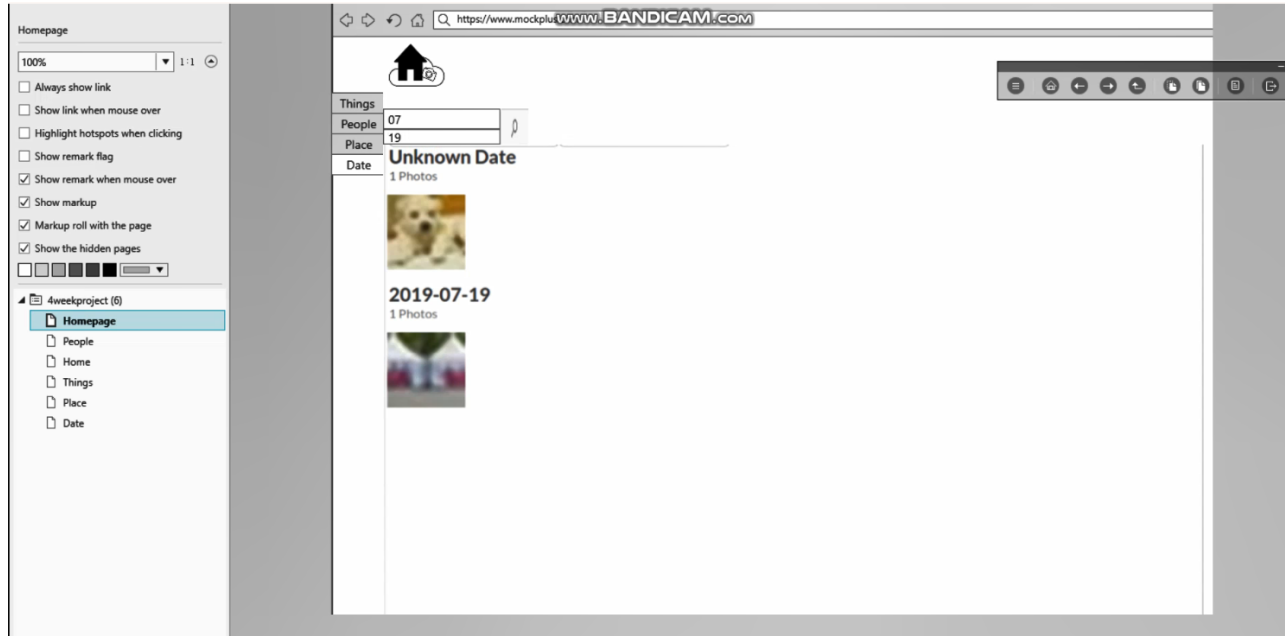 Homepage
100%
1:1
Always show link
Show link when mouse over
Highlight hotspots when clicking
Show remark flag
Show remark when mouse over
Show markup
Markup roll with the page
Show the hidden pages
4weekproject (6)
Homepage
People
Home
Things
Place
Date
https://www.mockplus
www.BANDICAM.com
Things
People
Place
Date
07
19
Unknown Date
1 Photos
2019-07-19
1 Photos